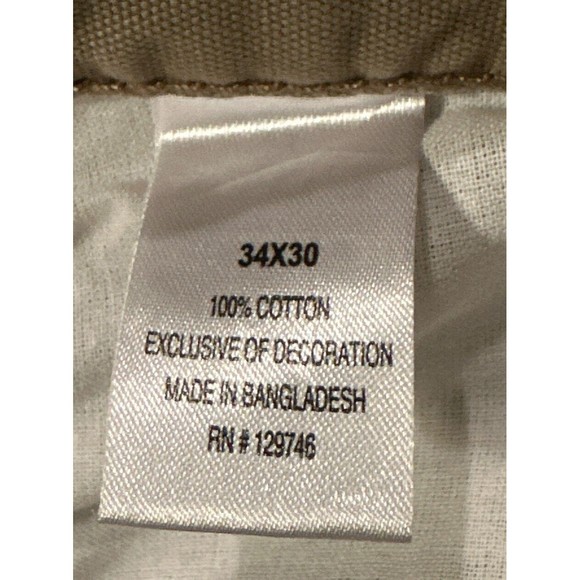 34X30
100% COTTON
EXCLUSIVE OF DECORATION
MADE IN BANGLADESH
RN # 129746